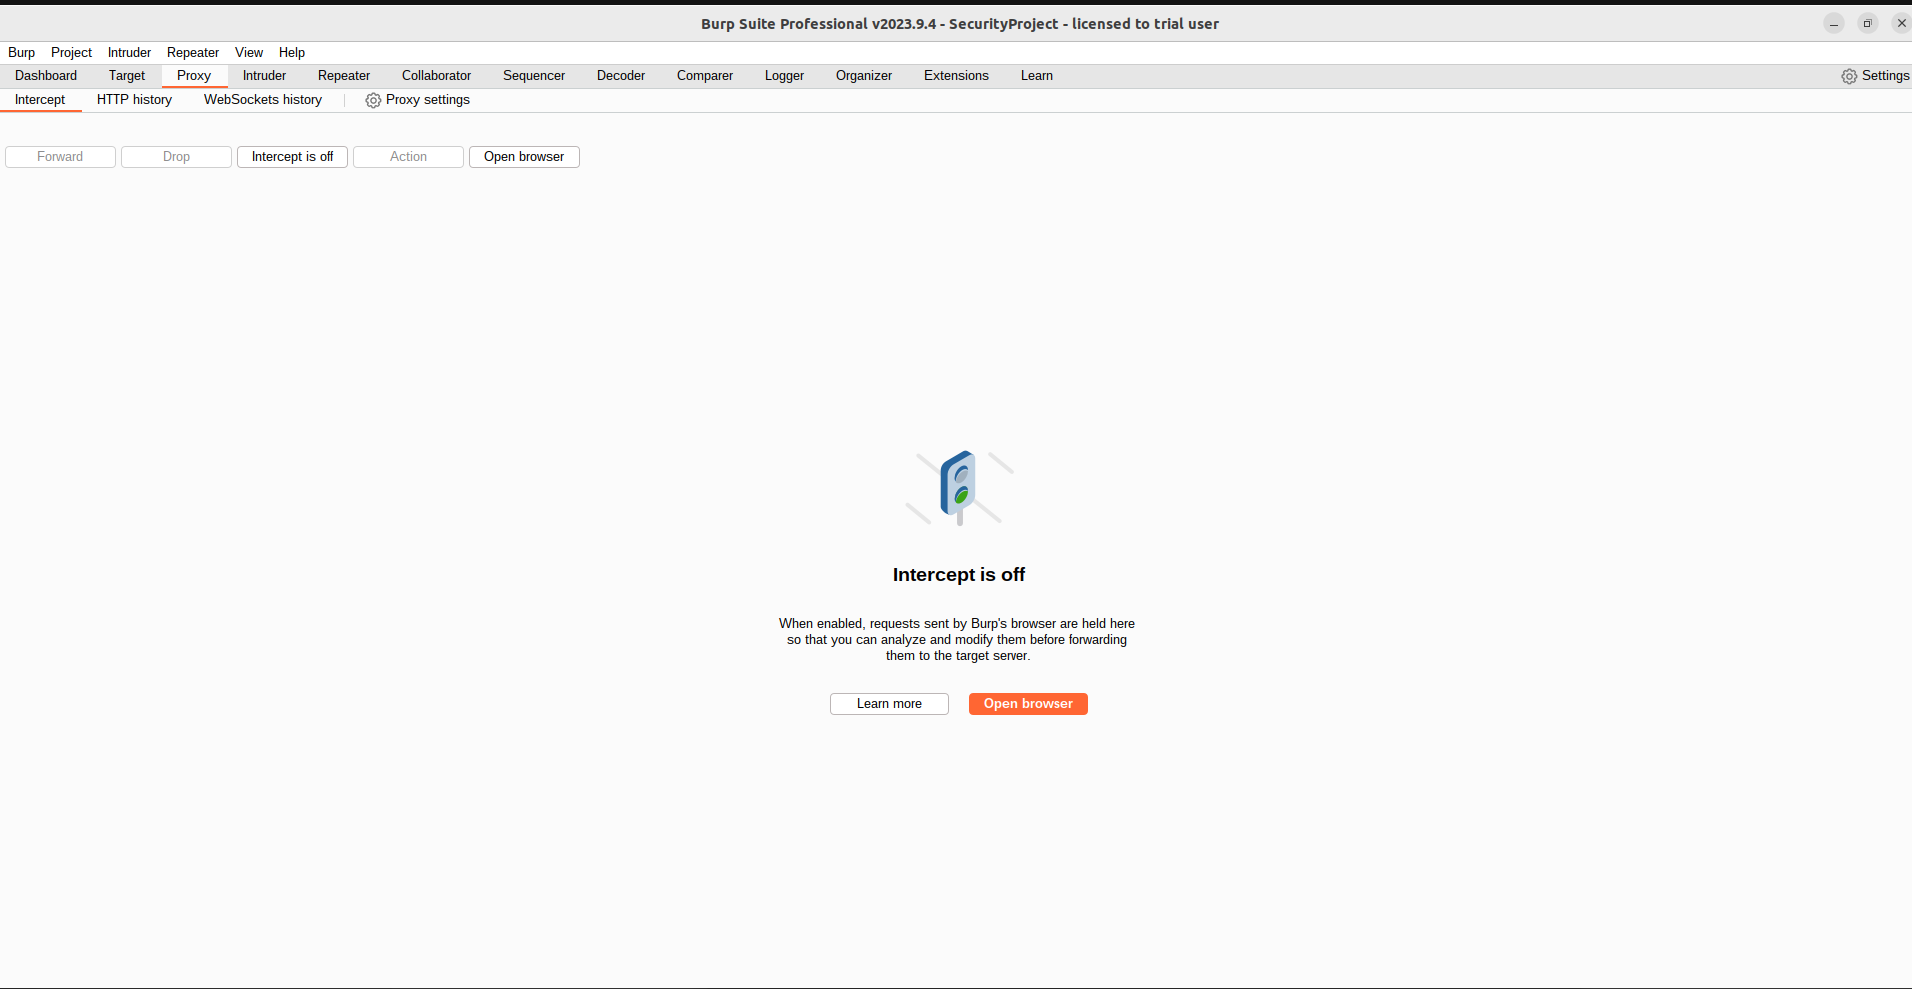 Burp Suite Professional v2023.9.4 - SecurityProject - licensed to trial user
Burp Project Intruder Repeater View Help
Dashboard Target Proxy Intruder Repeater Collaborator Sequencer Decoder Comparer Logger Organizer Extensions Learn Settings
Intercept HTTP history WebSockets history Proxy settings
Forward Drop Intercept is off Action Open browser
Intercept is off
When enabled, requests sent by Burp's browser are held here
so that you can analyze and modify them before forwarding
them to the target server.
Learn more Open browser